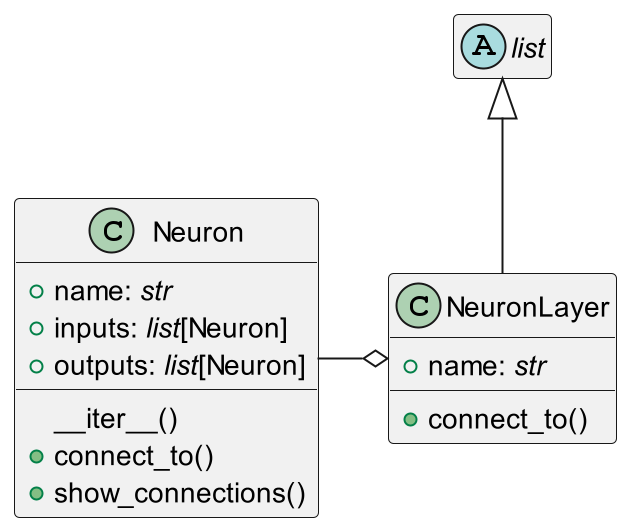 A list
C Neuron
name: str
inputs: list[Neuron]
outputs: list[Neuron]
__iter__()
connect_to()
show_connections()
C NeuronLayer
name: str
connect_to()